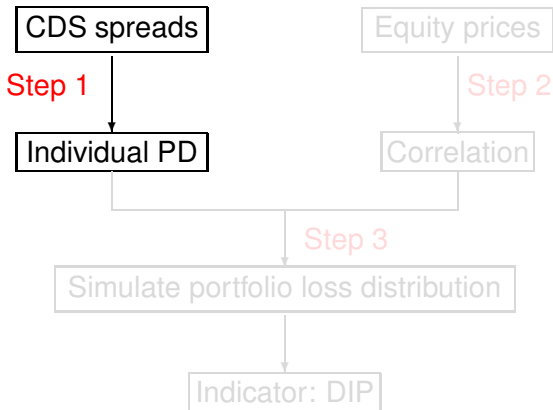 CDS spreads
Equity prices
Step 1
Step 2
Individual PD
Correlation
Step 3
Simulate portfolio loss distribution
Indicator: DIP